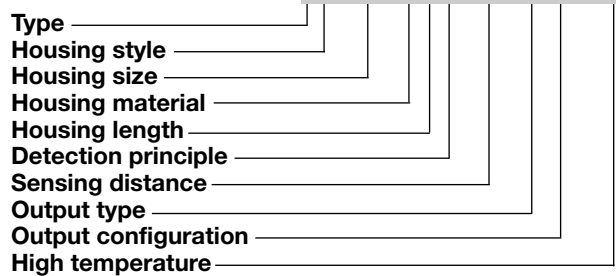 Type
Housing style
Housing size
Housing material
Housing length
Detection principle
Sensing distance
Output type
Output configuration
High temperature